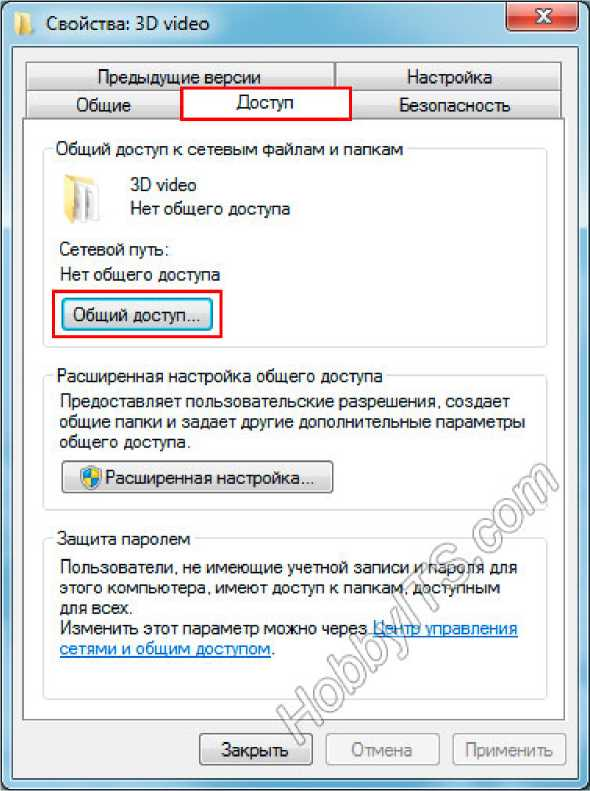 Свойства: 3D video
Предыдущие версии
Настройка
Общие
Доступ
Безопасность
Общий доступ к сетевым файлам и папкам
3D video
Нет общего доступа
Сетевой путь:
Нет общего доступа
Общий доступ...
Расширенная настройка общего доступа
Предоставляет пользовательские разрешения, создает
общие папки и задает другие дополнительные параметры
общего доступа.
Расширенная настройка...
Защита паролем
Пользователи, не имеющие учетной записи и пароля для
этого компьютера, имеют доступ к папкам, доступным
для всех.
Изменить этот параметр можно через Центр управления
сетями и общим доступом.
HobbyITS.com
Закрыть
Отмена
Применить